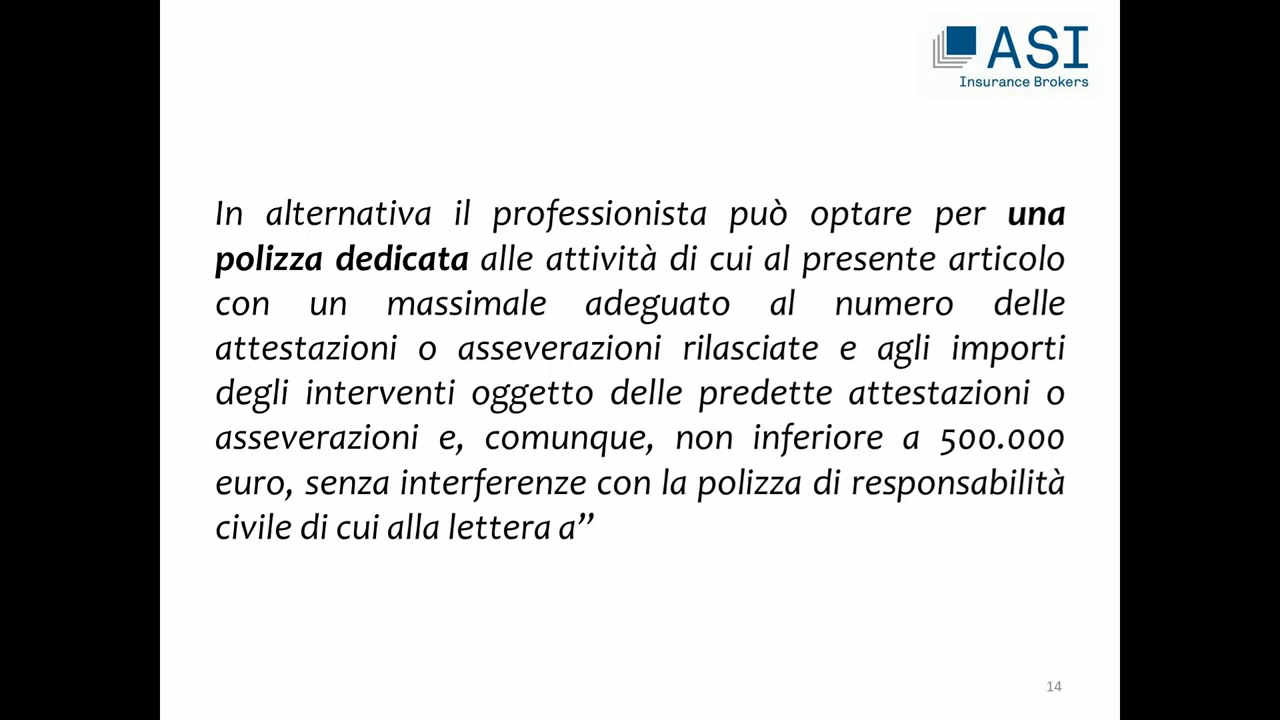 ASI
Insurance Brokers
In alternativa il professionista può optare per una
polizza dedicata alle attività di cui al presente articolo
con un massimale adeguato al numero delle
attestazioni o asseverazioni rilasciate e agli importi
degli interventi oggetto delle predette attestazioni o
asseverazioni e, comunque, non inferiore a 500.000
euro, senza interferenze con la polizza di responsabilità
civile di cui alla lettera a”
14